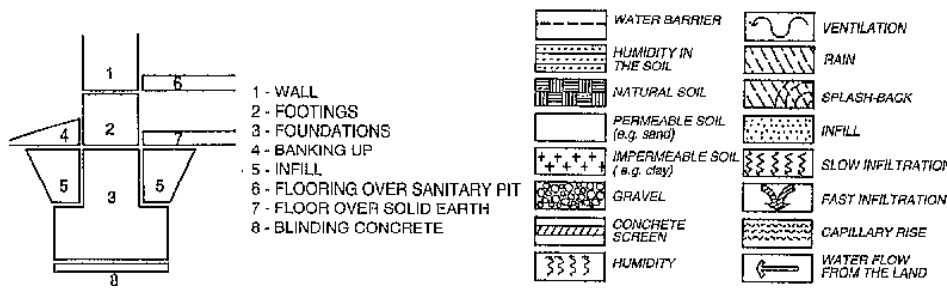 1
6
2
4
7
5
3
5
8
1 - WALL
2 - FOOTINGS
3 - FOUNDATIONS
4 - BANKING UP
5 - INFILL
6 - FLOORING OVER SANITARY PIT
7 - FLOOR OVER SOLID EARTH
8 - BLINDING CONCRETE
WATER BARRIER
HUMIDITY IN
THE SOIL
NATURAL SOIL
PERMEABLE SOIL
(e.g. sand)
IMPERMEABLE SOIL
(e.g. clay)
GRAVEL
CONCRETE
SCREEN
HUMIDITY
VENTILATION
RAIN
SPLASH-BACK
INFILL
SLOW INFILTRATION
FAST INFILTRATION
CAPILLARY RISE
WATER FLOW
FROM THE LAND